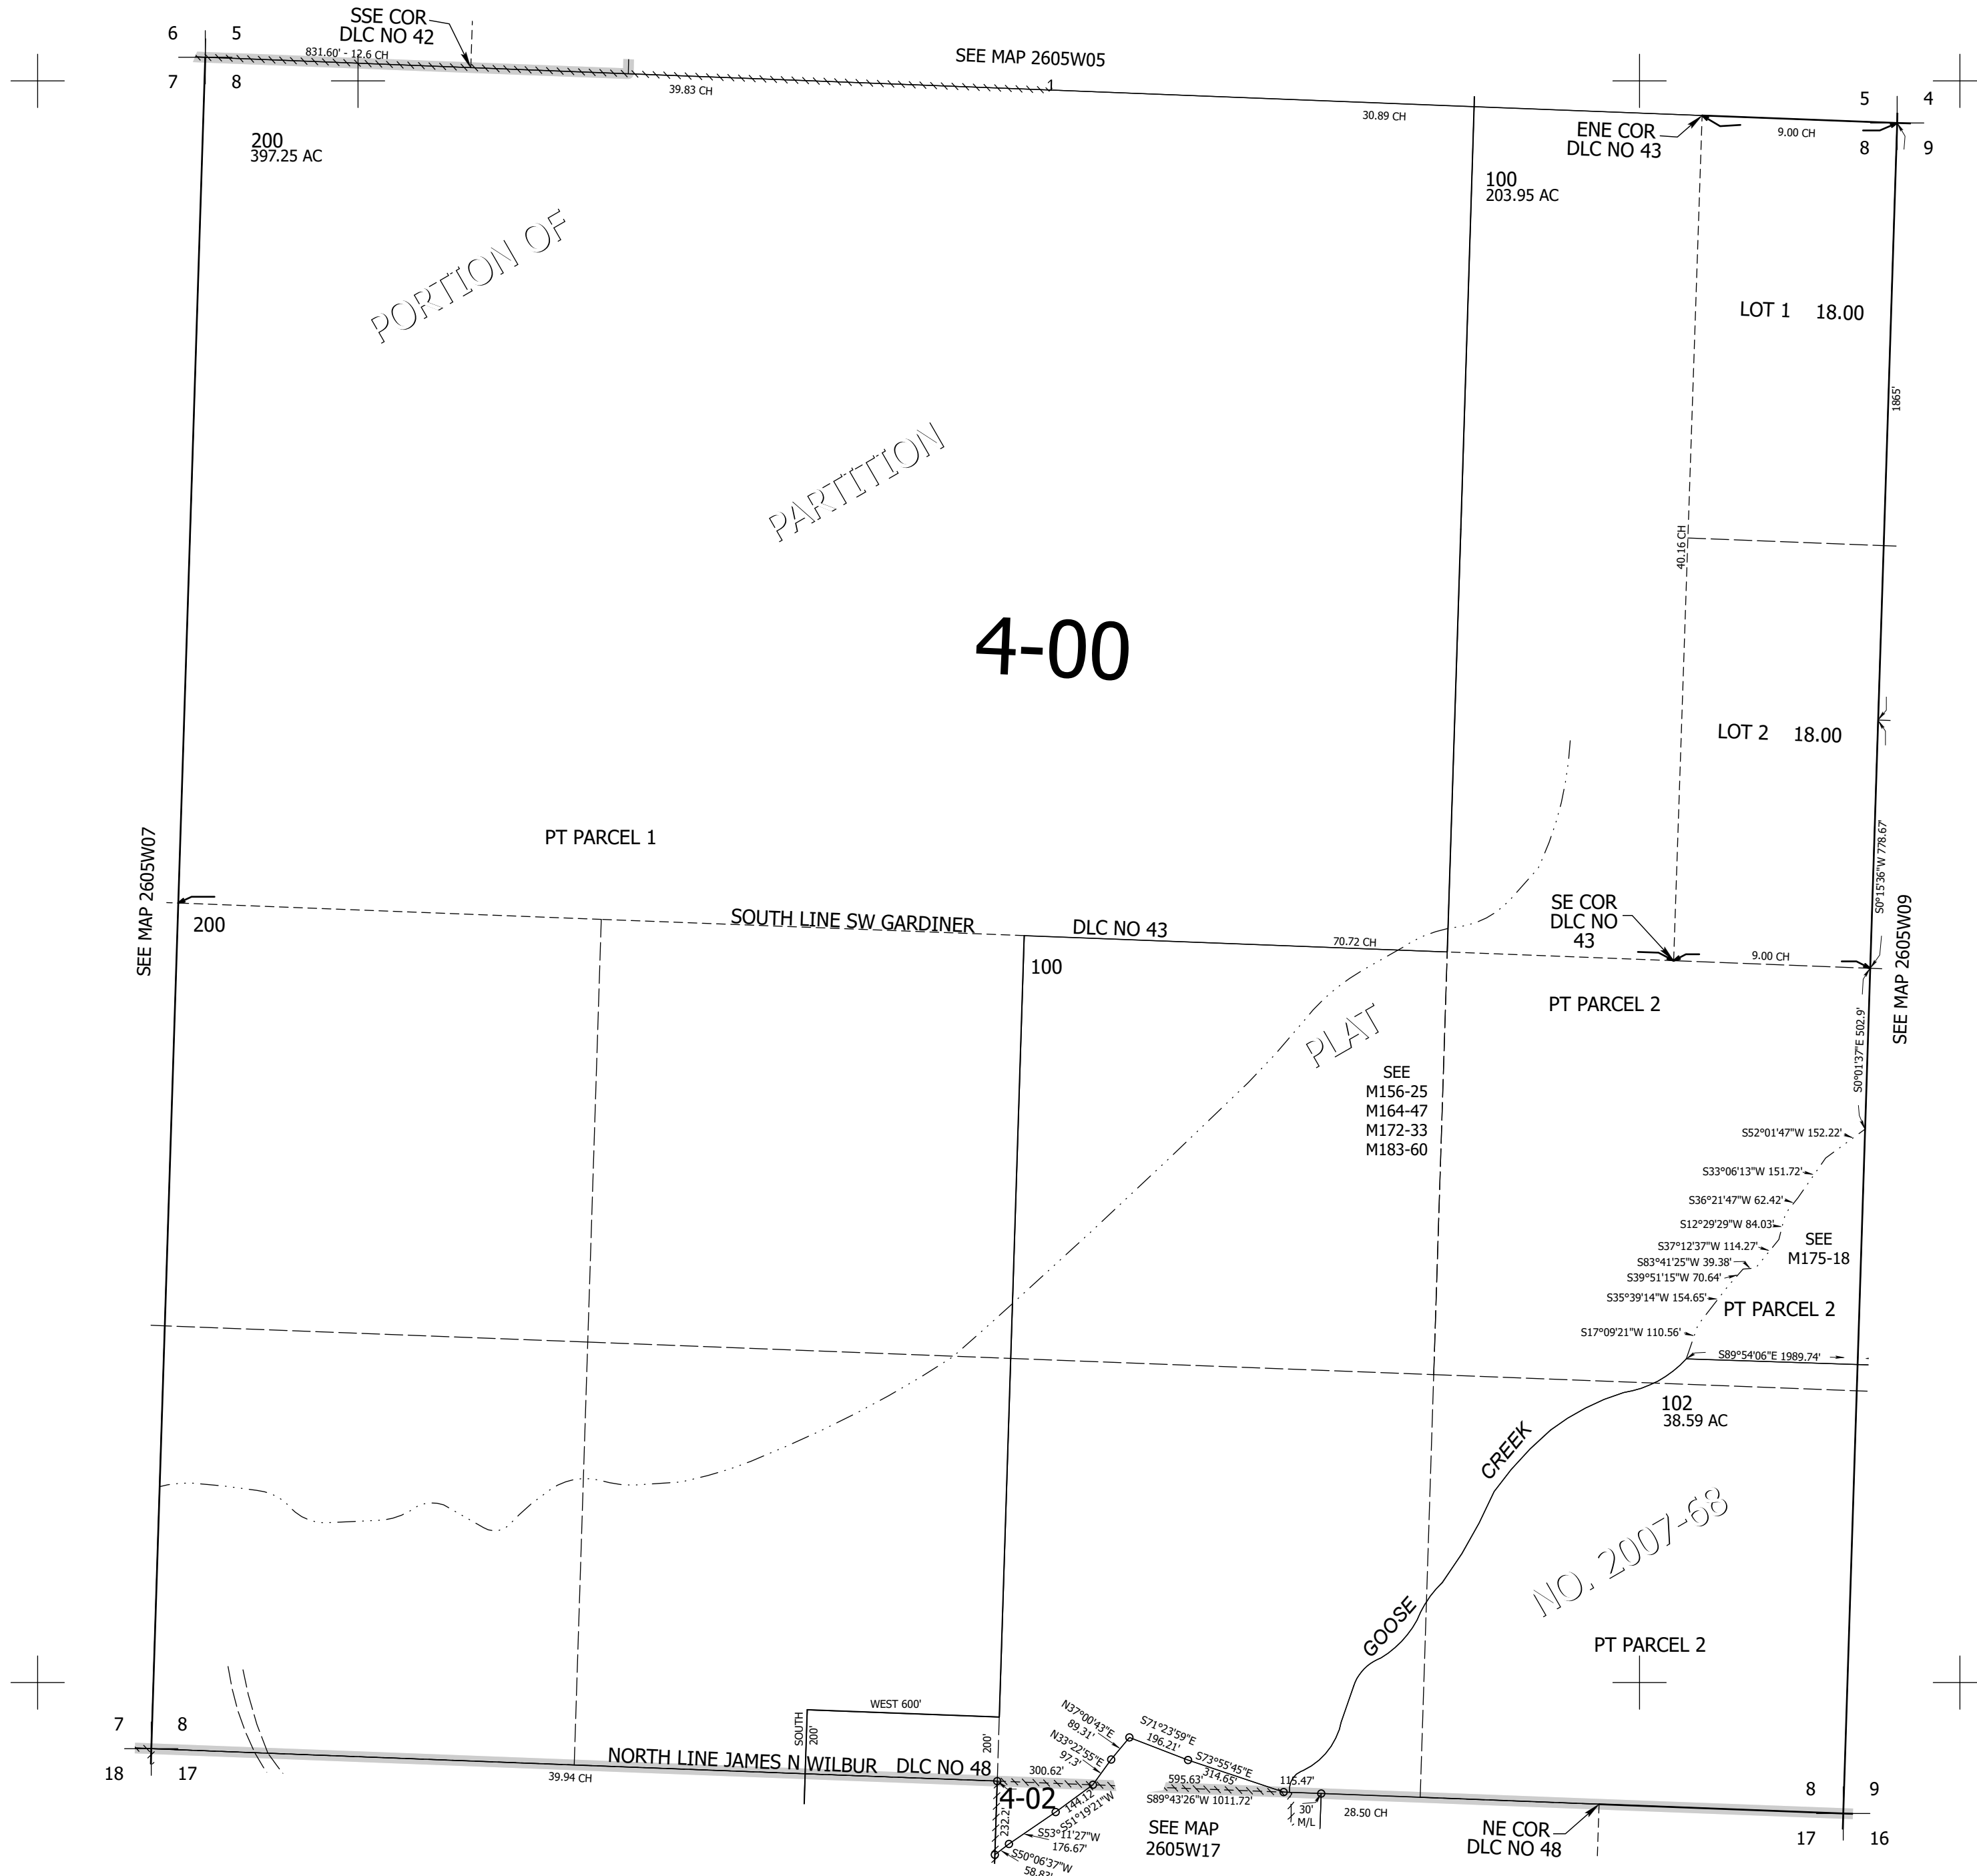 6 5
SSE COR
DLC NO 42
831.60' - 12.6 CH
7 8
SEE MAP 2605W05
39.83 CH
1
30.89 CH
5 4
ENE COR
DLC NO 43
9.00 CH
8 9
200
397.25 AC
100
203.95 AC
PORTION OF
LOT 1 18.00
1865'
PARTITION
40.16 CH
4-00
LOT 2 18.00
PT PARCEL 1
SEE MAP 2605W07
S0°15'36"W 778.67'
200
SOUTH LINE SW GARDINER DLC NO 43
70.72 CH
SE COR
DLC NO
43
9.00 CH
SEE MAP 2605W09
100
PT PARCEL 2
PLAT
S0°01'37"E 502.9'
SEE
M156-25
M164-47
M172-33
M183-60
S52°01'47"W 152.22'
S33°06'13"W 151.72'
S36°21'47"W 62.42'
S12°29'29"W 84.03'
S37°12'37"W 114.27'
S83°41'25"W 39.38'
S39°51'15"W 70.64'
S35°39'14"W 154.65'
S17°09'21"W 110.56'
SEE
M175-18
PT PARCEL 2
S89°54'06"E 1989.74'
102
38.59 AC
GOOSE CREEK
NO. 2007-68
PT PARCEL 2
7 8
WEST 600'
SOUTH
200'
200'
N37°00'43"E
89.31'
N33°22'55"E
97.3'
S71°23'59"E
196.21'
S73°55'45"E
314.65'
18 17
NORTH LINE JAMES N WILBUR DLC NO 48
39.94 CH
300.62'
595.63'
115.47'
S89°43'26"W 1011.72'
30'
M/L
28.50 CH
8 9
4-02
232.2'
144.12'
S51°19'21"W
S53°11'27"W
176.67'
S50°06'37"W
58.83'
SEE MAP
2605W17
NE COR
DLC NO 48
17 16